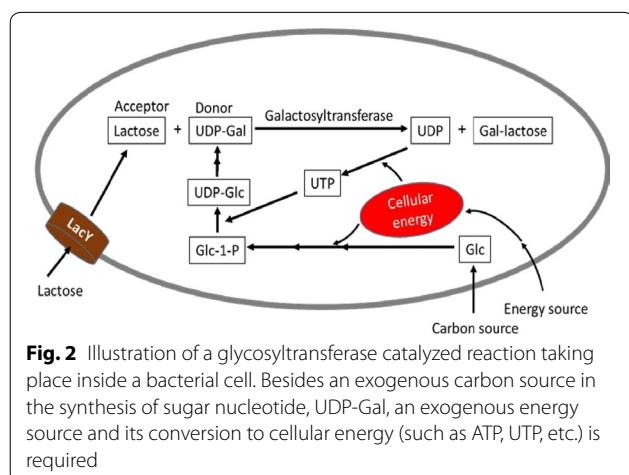 Acceptor
Donor
Lactose + UDP-Gal
Galactosyltransferase
UDP + Gal-lactose
UDP-Glc
UTP
Cellular
energy
LacY
Glc-1-P
Glc
Lactose
Energy source
Carbon source
Fig. 2 Illustration of a glycosyltransferase catalyzed reaction taking
place inside a bacterial cell. Besides an exogenous carbon source in
the synthesis of sugar nucleotide, UDP-Gal, an exogenous energy
source and its conversion to cellular energy (such as ATP, UTP, etc.) is
required